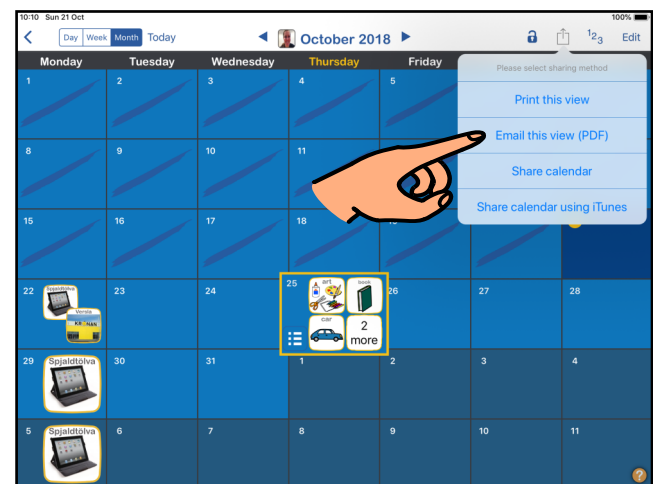 10:10 Sun 21 Oct 100%
Day Week Month Today October 2018 123 Edit
Monday Tuesday Wednesday Thursday Friday
Please select sharing method
Print this view
Email this view (PDF)
Share calendar
Share calendar using iTunes
1 2 3 4 5
8 9 10 11
15 16 17 18
22 Spjaldtölva Versla 23 24 25 art book car 2 more 26 27 28
29 Spjaldtölva 30 31 1 2 3 4
5 Spjaldtölva 6 7 8 9 10 11
?